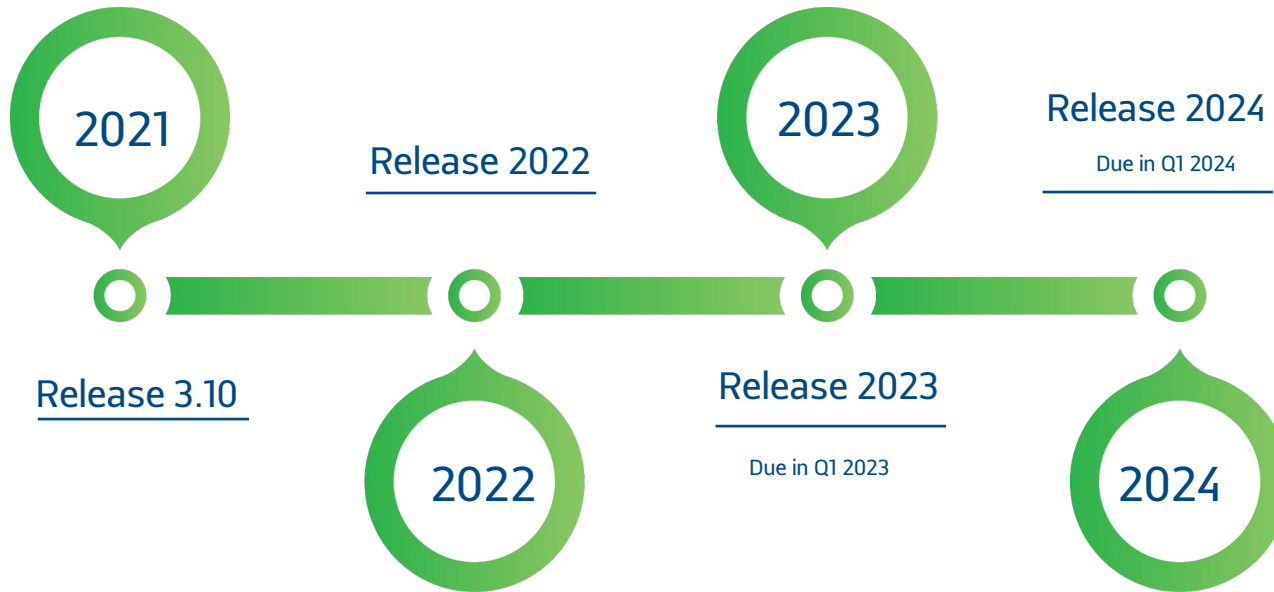 2021
Release 3.10
Release 2022
2022
2023
Release 2023
Due in Q1 2023
Release 2024
Due in Q1 2024
2024